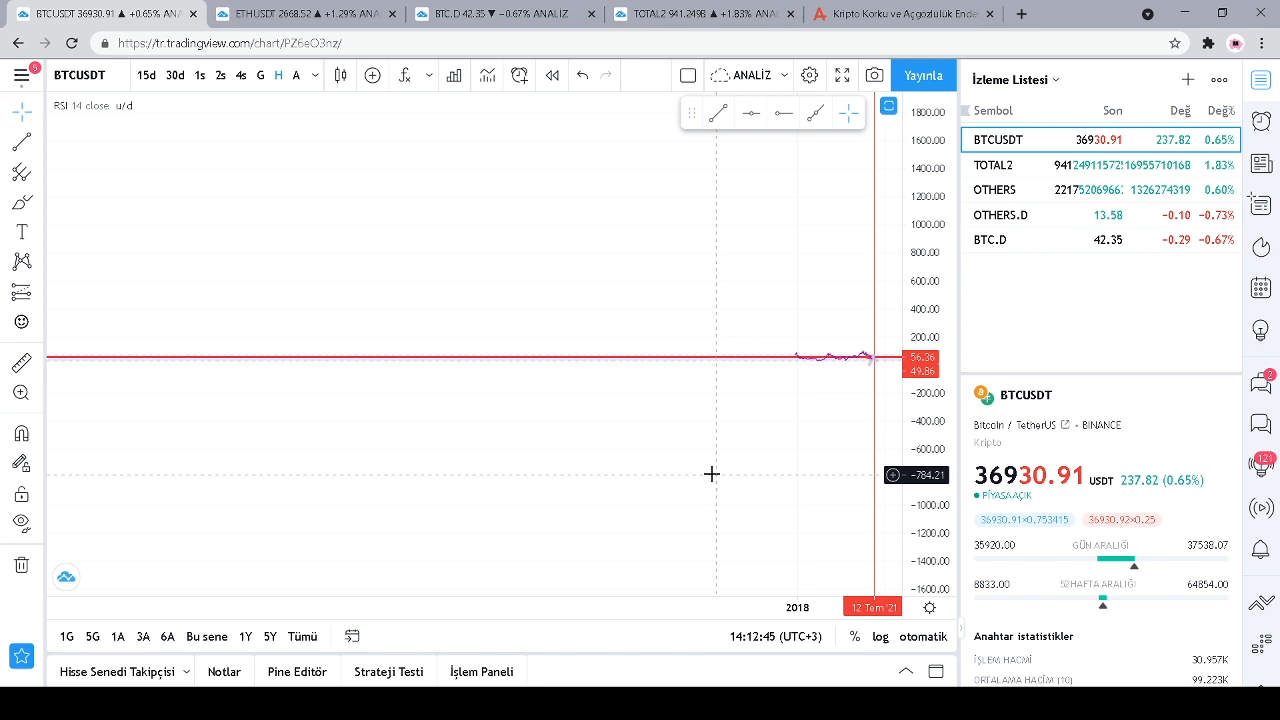 BTCUSDT 36930.91 ▲ +0.65% ANA
ETHUSDT 2668.52 ▲ +1.29% ANA
BTC.D 42.35 ▼ −0.67% ANALİZ
TOTAL2 941.249B ▲ +1.83% ANAL
Kripto Korku ve Açgözlülük Ende
https://tr.tradingview.com/chart/PZ6eO3nz/
5
BTCUSDT 15d 30d 1s 2s 4s G H A ANALİZ Yayınla
RSI 14 close u/d
1800.00
1600.00
1400.00
1200.00
1000.00
800.00
600.00
400.00
200.00
56.36
49.86
−200.00
−400.00
−600.00
−784.21
−1000.00
−1200.00
−1400.00
−1600.00
2018 12 Tem '21
1G 5G 1A 3A 6A Bu sene 1Y 5Y Tümü 14:12:45 (UTC+3) % log otomatik
Hisse Senedi Takipçisi Notlar Pine Editör Strateji Testi İşlem Paneli
İzleme Listesi
Sembol Son Değ Değ%
BTCUSDT 36930.91 237.82 0.65%
TOTAL2 1.83%
OTHERS 1326274319 0.60%
OTHERS.D 13.58 −0.10 −0.73%
BTC.D 42.35 −0.29 −0.67%
BTCUSDT
Bitcoin / TetherUS • BINANCE
Kripto
36930.91 USDT 237.82 (0.65%)
PİYASA AÇIK
36930.91×0.753415 36930.92×0.25
35920.00 GÜN ARALIĞI 37538.07
8833.00 52HAFTA ARALIĞI 64854.00
Anahtar istatistikler
İŞLEM HACMİ 30.957K
ORTALAMA HACİM (10) 99.223K
2
121